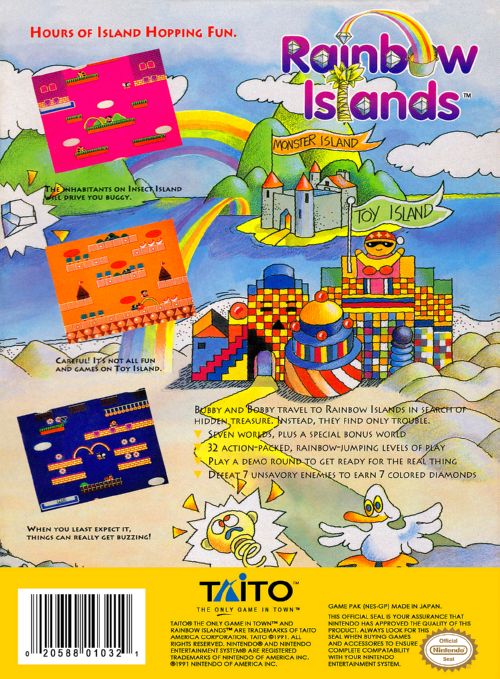 HOURS OF ISLAND HOPPING FUN.
Rainbow
Islands™
MONSTER ISLAND
THE INHABITANTS ON INSECT ISLAND
WILL DRIVE YOU BUGGY.
TOY ISLAND
CAREFUL! IT'S NOT ALL FUN
AND GAMES ON TOY ISLAND.
BUBBY AND BOBBY TRAVEL TO RAINBOW ISLANDS IN SEARCH OF
HIDDEN TREASURE. INSTEAD, THEY FIND ONLY TROUBLE.
SEVEN WORLDS, PLUS A SPECIAL BONUS WORLD
32 ACTION-PACKED, RAINBOW-JUMPING LEVELS OF PLAY
PLAY A DEMO ROUND TO GET READY FOR THE REAL THING
DEFEAT 7 UNSAVORY ENEMIES TO EARN 7 COLORED DIAMONDS
WHEN YOU LEAST EXPECT IT,
THINGS CAN REALLY GET BUZZING!
TAITO™
THE ONLY GAME IN TOWN™
TAITO® THE ONLY GAME IN TOWN™ AND
RAINBOW ISLANDS™ ARE TRADEMARKS OF TAITO
AMERICA CORPORATION. TAITO ©1991. ALL
RIGHTS RESERVED. NINTENDO® AND NINTENDO
ENTERTAINMENT SYSTEM® ARE REGISTERED
TRADEMARKS OF NINTENDO OF AMERICA INC.
©1991 NINTENDO OF AMERICA INC.
GAME PAK (NES-GP) MADE IN JAPAN.
THIS OFFICIAL SEAL IS YOUR ASSURANCE THAT
NINTENDO HAS APPROVED THE QUALITY OF THIS
PRODUCT. ALWAYS LOOK FOR THIS
SEAL WHEN BUYING GAMES
AND ACCESSORES TO ENSURE
COMPLETE COMPATABILITY
WITH YOUR NINTENDO
ENTERTAINMENT SYSTEM.
Official
Nintendo
Seal
0 20588 01032 1